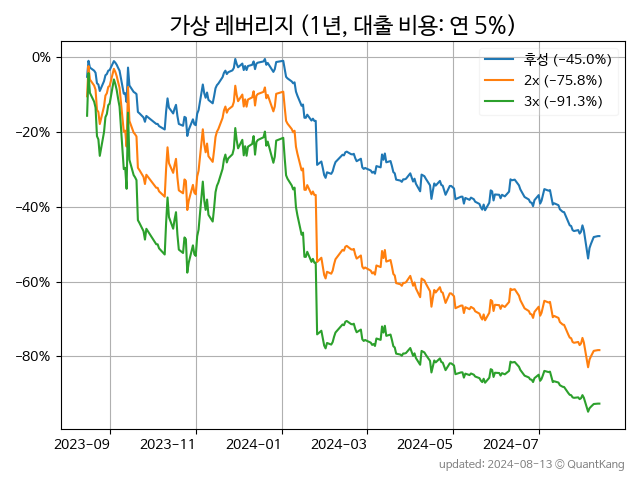 가상 레버리지 (1년, 대출 비용: 연 5%)
후성 (−45.0%)
2x (−75.8%)
3x (−91.3%)
0%
−20%
−40%
−60%
−80%
2023-09 2023-11 2024-01 2024-03 2024-05 2024-07
updated: 2024-08-13 © QuantKang